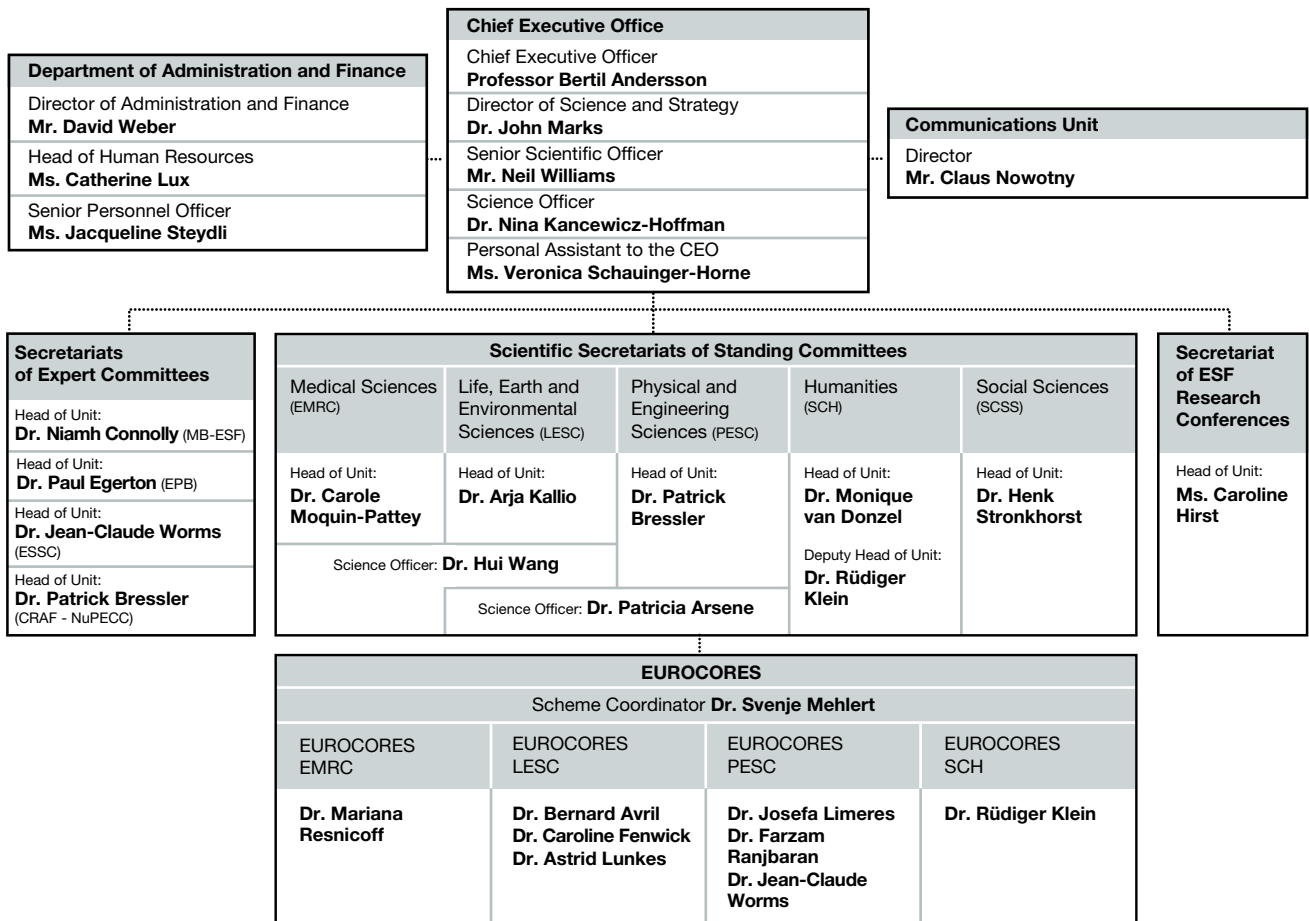 Chief Executive Office
Chief Executive Officer
Professor Bertil Andersson
Director of Science and Strategy
Dr. John Marks
Senior Scientific Officer
Mr. Neil Williams
Science Officer
Dr. Nina Kancewicz-Hoffman
Personal Assistant to the CEO
Ms. Veronica Schauinger-Horne
Department of Administration and Finance
Director of Administration and Finance
Mr. David Weber
Head of Human Resources
Ms. Catherine Lux
Senior Personnel Officer
Ms. Jacqueline Steydli
Communications Unit
Director
Mr. Claus Nowotny
Secretariats
of Expert Committees
Head of Unit:
Dr. Niamh Connolly (MB-ESF)
Head of Unit:
Dr. Paul Egerton (EPB)
Head of Unit:
Dr. Jean-Claude Worms
(ESSC)
Head of Unit:
Dr. Patrick Bressler
(CRAF - NuPECC)
Scientific Secretariats of Standing Committees
Medical Sciences
(EMRC)
Life, Earth and
Environmental
Sciences (LESC)
Physical and
Engineering
Sciences (PESC)
Humanities
(SCH)
Social Sciences
(SCSS)
Head of Unit:
Dr. Carole
Moquin-Pattey
Head of Unit:
Dr. Arja Kallio
Head of Unit:
Dr. Patrick
Bressler
Head of Unit:
Dr. Monique
van Donzel
Deputy Head of Unit:
Dr. Rüdiger
Klein
Head of Unit:
Dr. Henk
Stronkhorst
Science Officer: Dr. Hui Wang
Science Officer: Dr. Patricia Arsene
Secretariat
of ESF
Research
Conferences
Head of Unit:
Ms. Caroline
Hirst
EUROCORES
Scheme Coordinator Dr. Svenje Mehlert
EUROCORES
EMRC
EUROCORES
LESC
EUROCORES
PESC
EUROCORES
SCH
Dr. Mariana
Resnicoff
Dr. Bernard Avril
Dr. Caroline Fenwick
Dr. Astrid Lunkes
Dr. Josefa Limeres
Dr. Farzam
Ranjbaran
Dr. Jean-Claude
Worms
Dr. Rüdiger Klein